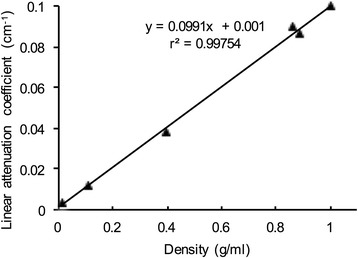 y = 0.0991x + 0.001
r² = 0.99754
Linear attenuation coefficient (cm⁻¹)
0.1
0.08
0.06
0.04
0.02
0
0 0.2 0.4 0.6 0.8 1
Density (g/ml)